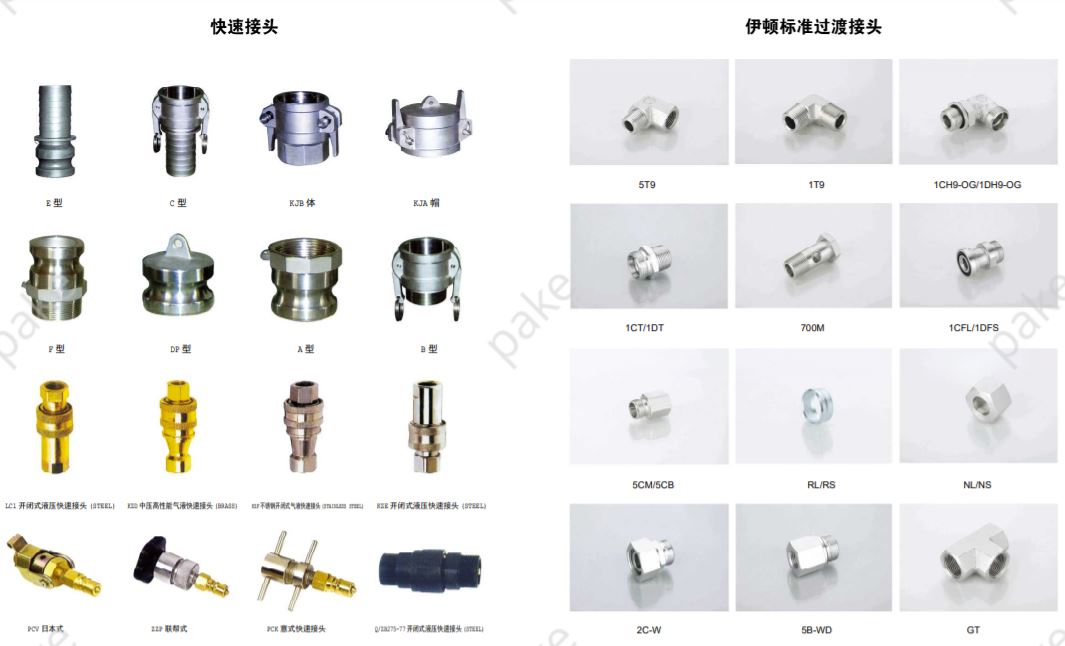 快速接头
E 型
C 型
KJB 体
KJA 帽
F 型
DP 型
A 型
B 型
LC1 开闭式液压快速接头 (STEEL)
KZD 中压高性能气液快速接头 (BRASS)
KSF不锈钢开闭式气液快速接头 (STAINLESS STEEL)
KZE 开闭式液压快速接头 (STEEL)
PCV 日本式
ZZP 联帮式
PCK 意式快速接头
Q/ZB275-77 开闭式液压快速接头 (STEEL)
伊顿标准过渡接头
5T9
1T9
1CH9-OG/1DH9-OG
1CT/1DT
700M
1CFL/1DFS
5CM/5CB
RL/RS
NL/NS
2C-W
5B-WD
GT
pake
pake
pake